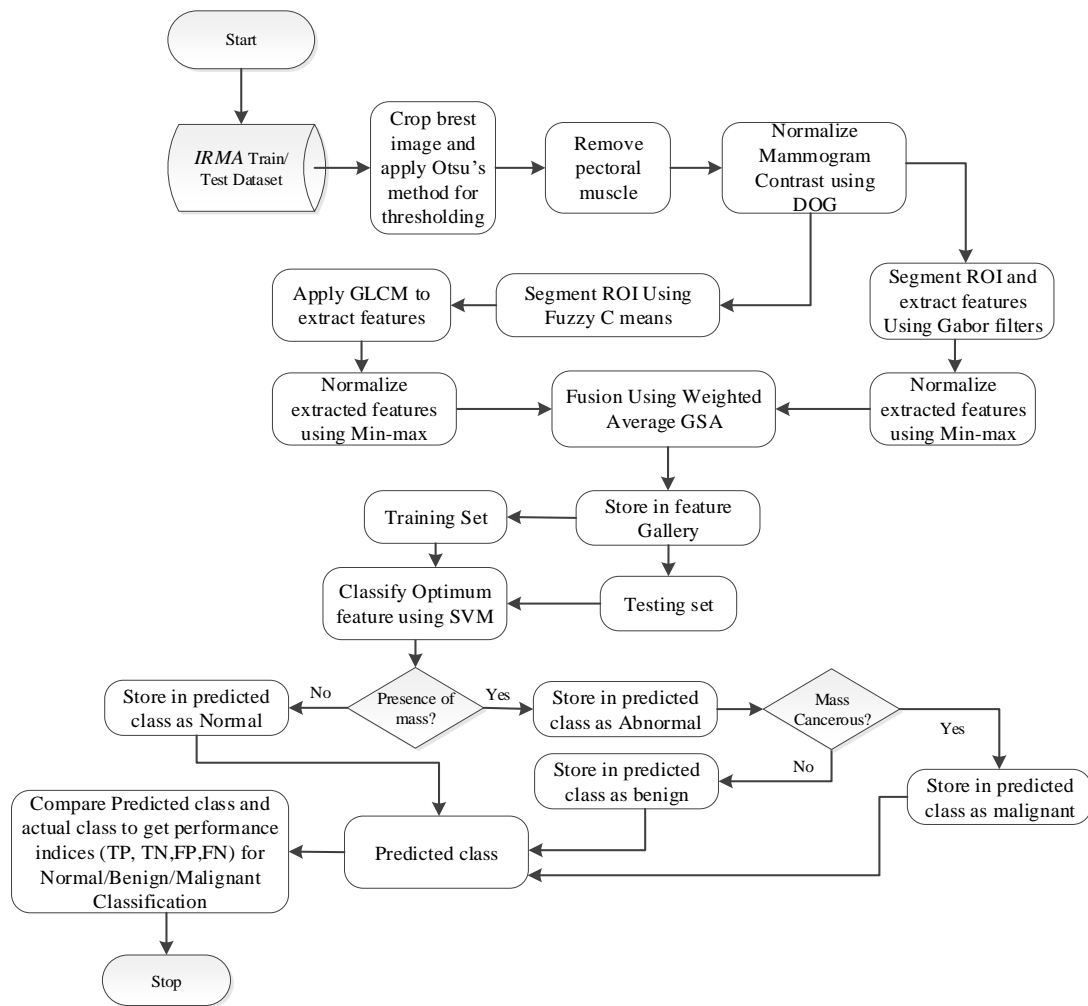 Start
IRMA Train/
Test Dataset
Crop brest
image and
apply Otsu's
method for
thresholding
Remove
pectoral
muscle
Normalize
Mammogram
Contrast using
DOG
Segment ROI and
extract features
Using Gabor filters
Segment ROI Using
Fuzzy C means
Apply GLCM to
extract features
Normalize
extracted features
using Min-max
Fusion Using Weighted
Average GSA
Normalize
extracted features
using Min-max
Store in feature
Gallery
Training Set
Testing set
Classify Optimum
feature using SVM
Presence of
mass?
No
Yes
Store in predicted
class as Normal
Store in predicted
class as Abnormal
Mass
Cancerous?
Yes
No
Store in predicted
class as benign
Store in predicted
class as malignant
Predicted class
Compare Predicted class and
actual class to get performance
indices (TP, TN,FP,FN) for
Normal/Benign/Malignant
Classification
Stop